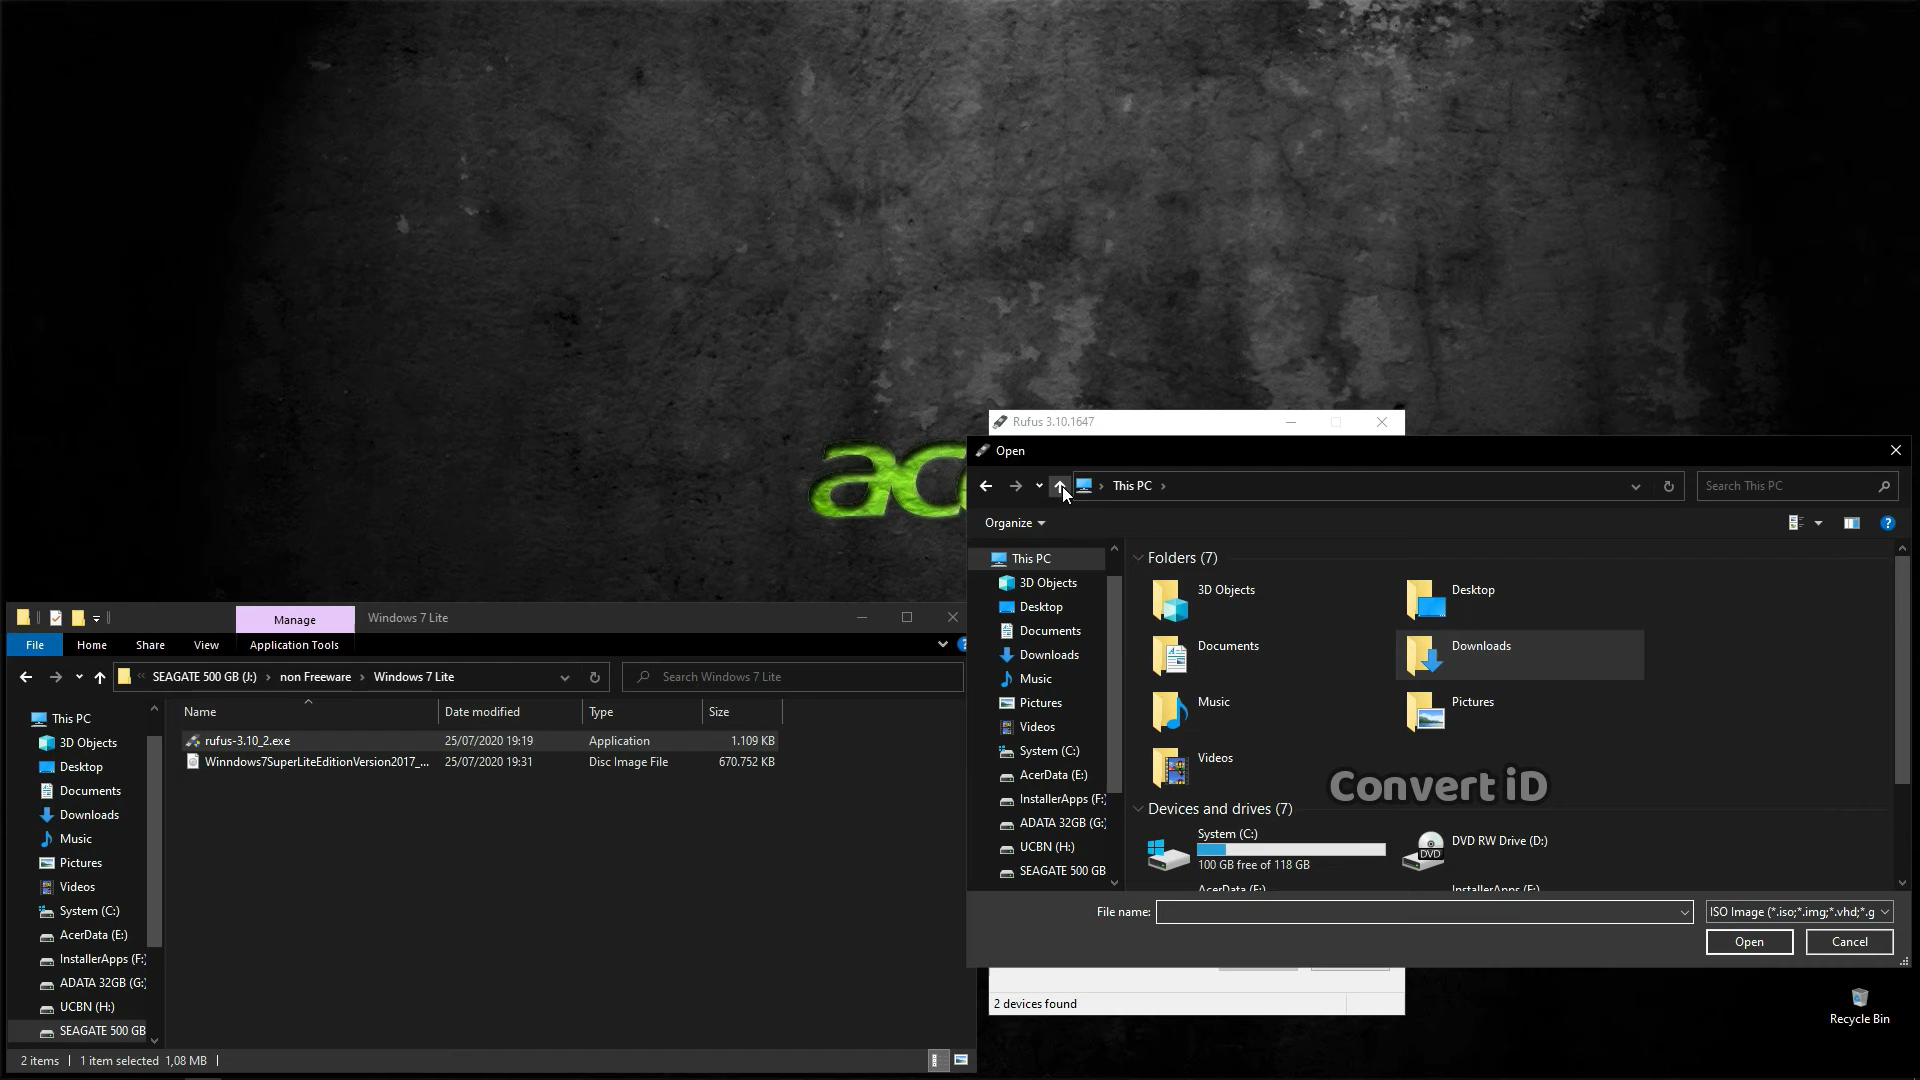 Rufus 3.10.1647
Open
This PC
Search This PC
Organize
This PC
3D Objects
Desktop
Documents
Downloads
Music
Pictures
Videos
System (C:)
AcerData (E:)
InstallerApps (F:)
ADATA 32GB (G:)
UCBN (H:)
SEAGATE 500 GB
Folders (7)
3D Objects
Desktop
Documents
Downloads
Music
Pictures
Videos
Convert iD
Devices and drives (7)
System (C:)
100 GB free of 118 GB
DVD
DVD RW Drive (D:)
AcerData (E:)
InstallerApps (F:)
File name:
ISO Image (*.iso;*.img;*.vhd;*.g
Open
Cancel
2 devices found
Recycle Bin
Manage
Windows 7 Lite
File
Home
Share
View
Application Tools
SEAGATE 500 GB (J:) › non Freeware › Windows 7 Lite
Search Windows 7 Lite
Name
Date modified
Type
Size
rufus-3.10_2.exe 25/07/2020 19:19 Application 1.109 KB
Winndows7SuperLiteEditionVersion2017_... 25/07/2020 19:31 Disc Image File 670.752 KB
This PC
3D Objects
Desktop
Documents
Downloads
Music
Pictures
Videos
System (C:)
AcerData (E:)
InstallerApps (F:)
ADATA 32GB (G:)
UCBN (H:)
SEAGATE 500 GB
2 items
1 item selected 1,08 MB